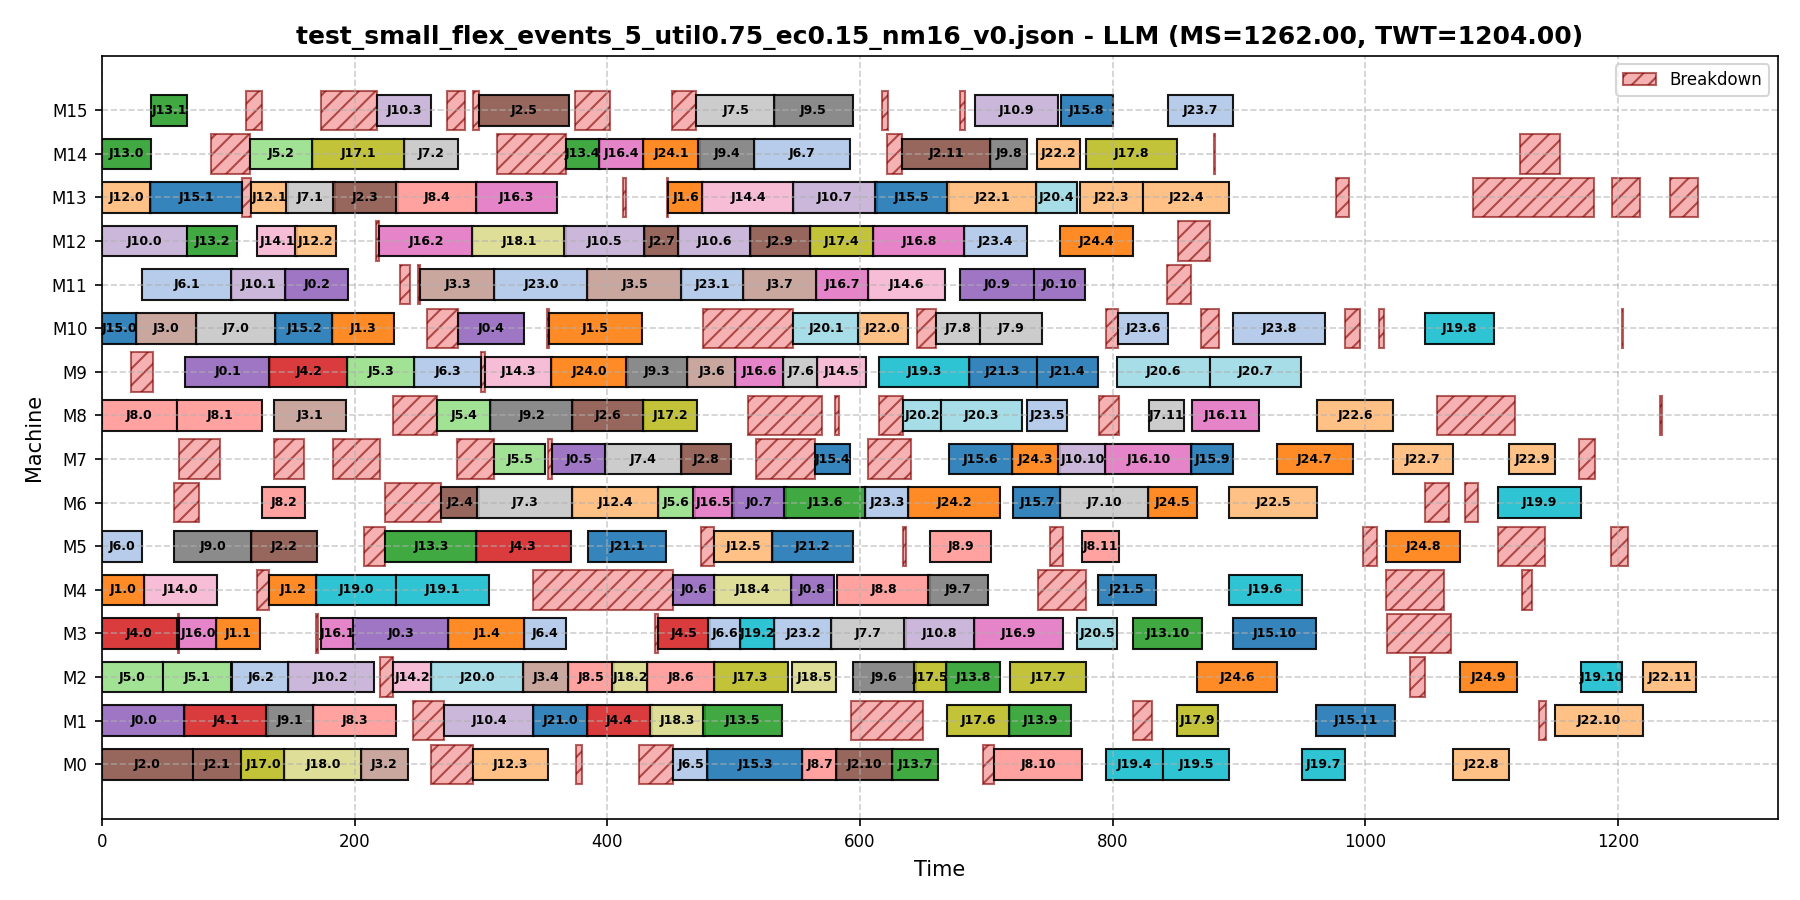 test_small_flex_events_5_util0.75_ec0.15_nm16_v0.json - LLM (MS=1262.00, TWT=1204.00)
Breakdown
M15 J13.1 J10.3 J2.5 J7.5 J9.5 J10.9 J15.8 J23.7
M14 J13.0 J5.2 J17.1 J7.2 J13.4 J16.4 J24.1 J9.4 J6.7 J2.11 J9.8 J22.2 J17.8
M13 J12.0 J15.1 J12.1 J7.1 J2.3 J8.4 J16.3 J1.6 J14.4 J10.7 J15.5 J22.1 J20.4 J22.3 J22.4
M12 J10.0 J13.2 J14.1 J12.2 J16.2 J18.1 J10.5 J2.7 J10.6 J2.9 J17.4 J16.8 J23.4 J24.4
M11 J6.1 J10.1 J0.2 J3.3 J23.0 J3.5 J23.1 J3.7 J16.7 J14.6 J0.9 J0.10
M10 J15.0 J3.0 J7.0 J15.2 J1.3 J0.4 J1.5 J20.1 J22.0 J7.8 J7.9 J23.6 J23.8 J19.8
M9 J0.1 J4.2 J5.3 J6.3 J14.3 J24.0 J9.3 J3.6 J16.6 J7.6 J14.5 J19.3 J21.3 J21.4 J20.6 J20.7
M8 J8.0 J8.1 J3.1 J5.4 J9.2 J2.6 J17.2 J20.2 J20.3 J23.5 J7.11 J16.11 J22.6
M7 J5.5 J0.5 J7.4 J2.8 J15.4 J15.6 J24.3 J10.10 J16.10 J15.9 J24.7 J22.7 J22.9
M6 J8.2 J2.4 J7.3 J12.4 J5.6 J16.5 J0.7 J13.6 J23.3 J24.2 J15.7 J7.10 J24.5 J22.5 J19.9
M5 J6.0 J9.0 J2.2 J13.3 J4.3 J21.1 J12.5 J21.2 J8.9 J8.11 J24.8
M4 J1.0 J14.0 J1.2 J19.0 J19.1 J0.6 J18.4 J0.8 J8.8 J9.7 J21.5 J19.6
M3 J4.0 J16.0 J1.1 J16.1 J0.3 J1.4 J6.4 J4.5 J6.6 J19.2 J23.2 J7.7 J10.8 J16.9 J20.5 J13.10 J15.10
M2 J5.0 J5.1 J6.2 J10.2 J14.2 J20.0 J3.4 J8.5 J18.2 J8.6 J17.3 J18.5 J9.6 J17.5 J13.8 J17.7 J24.6 J24.9 J19.10 J22.11
M1 J0.0 J4.1 J9.1 J8.3 J10.4 J21.0 J4.4 J18.3 J13.5 J17.6 J13.9 J17.9 J15.11 J22.10
M0 J2.0 J2.1 J17.0 J18.0 J3.2 J12.3 J6.5 J15.3 J8.7 J2.10 J13.7 J8.10 J19.4 J19.5 J19.7 J22.8
0 200 400 600 800 1000 1200
Time
Machine